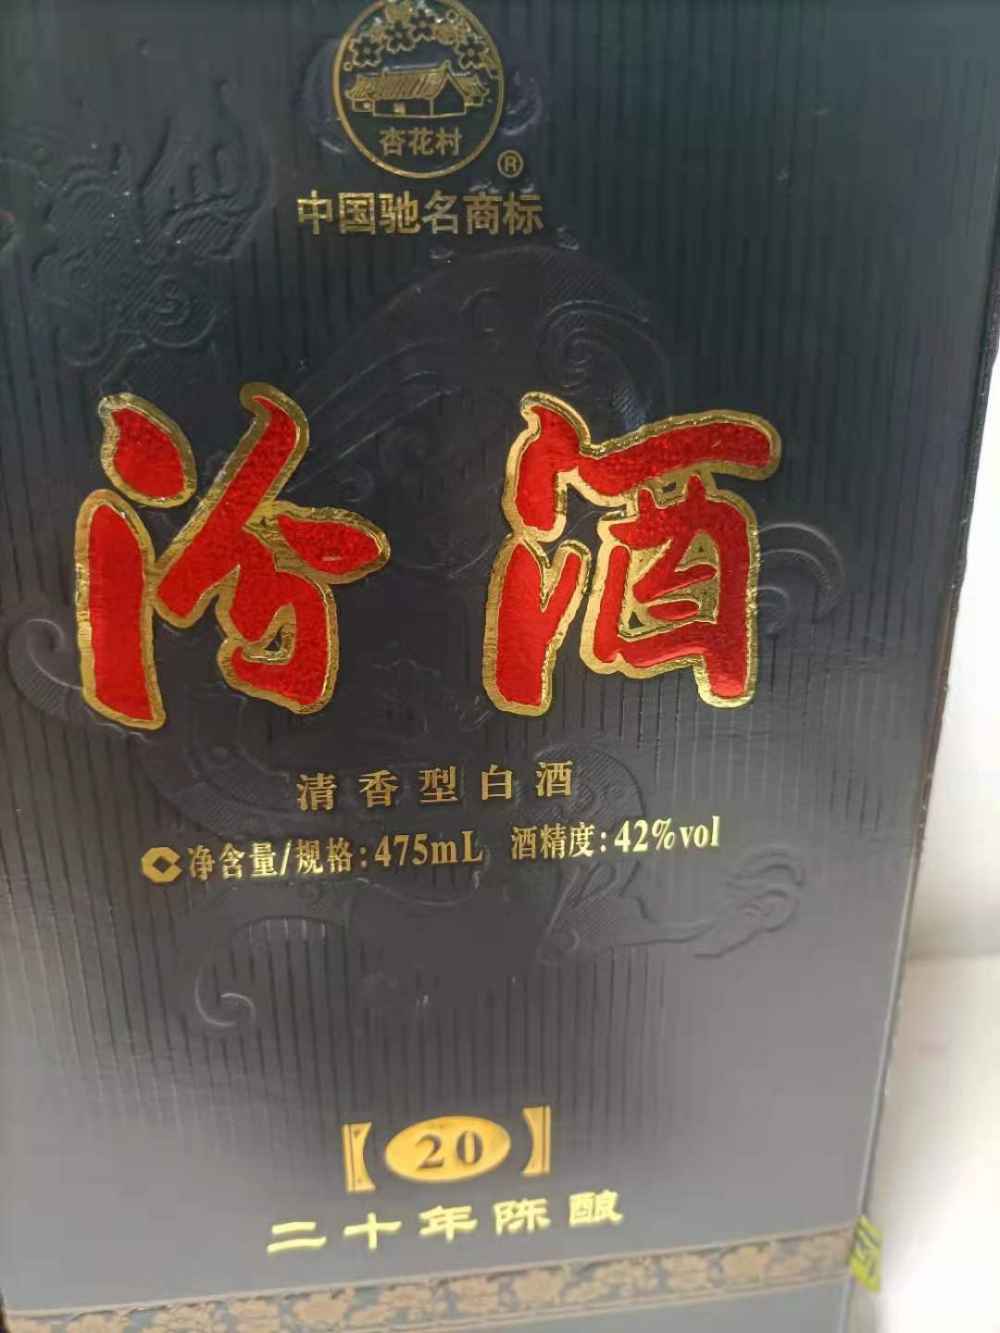 杏花村
®
中国驰名商标
汾酒
清香型白酒
净含量/规格:475mL 酒精度:42%vol
【20】
二十年陈酿